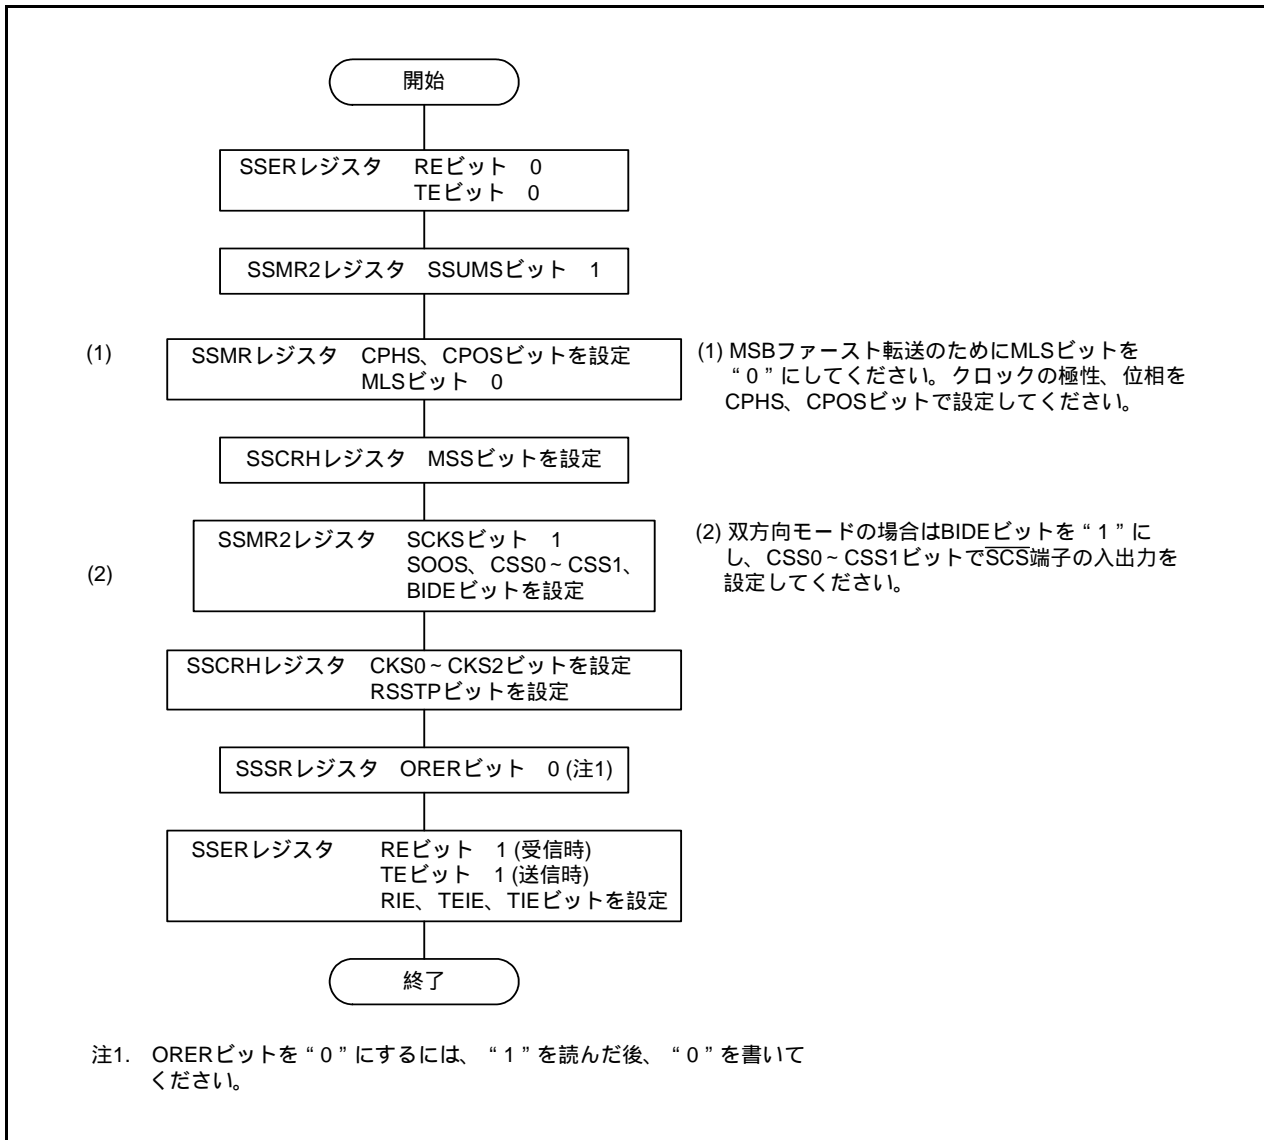 開始
SSERレジスタ REビット 0
TEビット 0
SSMR2レジスタ SSUMSビット 1
(1)
SSMRレジスタ CPHS、CPOSビットを設定
MLSビット 0
(1) MSBファースト転送のためにMLSビットを
“0”にしてください。クロックの極性、位相を
CPHS、CPOSビットで設定してください。
SSCRHレジスタ MSSビットを設定
(2)
SSMR2レジスタ SCKSビット 1
SOOS、CSS0~CSS1、
BIDEビットを設定
(2) 双方向モードの場合はBIDEビットを“1”に
し、CSS0~CSS1ビットでS̅C̅S̅端子の入出力を
設定してください。
SSCRHレジスタ CKS0~CKS2ビットを設定
RSSTPビットを設定
SSSRレジスタ ORERビット 0 (注1)
SSERレジスタ REビット 1 (受信時)
TEビット 1 (送信時)
RIE、TEIE、TIEビットを設定
終了
注1. ORERビットを“0”にするには、“1”を読んだ後、“0”を書いて
ください。